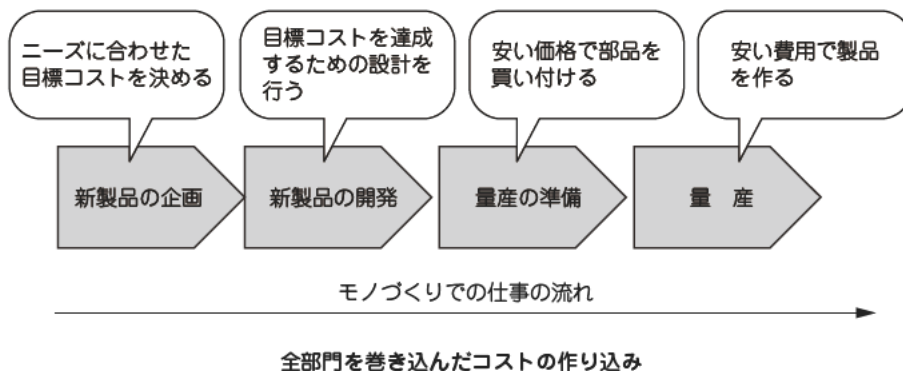 ニーズに合わせた
目標コストを決める
目標コストを達成
するための設計を
行う
安い価格で部品を
買い付ける
安い費用で製品
を作る
新製品の企画
新製品の開発
量産の準備
量　産
モノづくりでの仕事の流れ
全部門を巻き込んだコストの作り込み